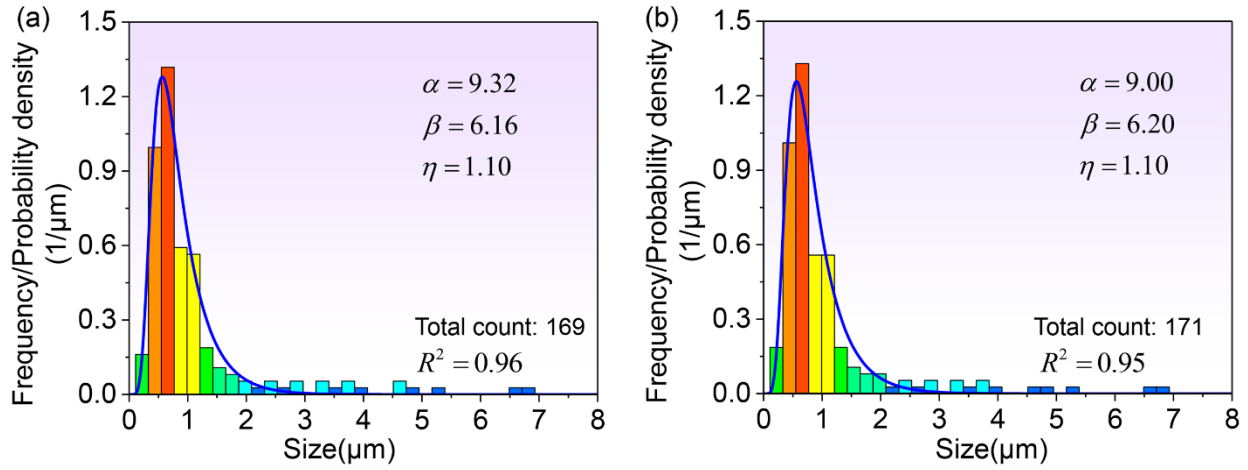 (a)
Frequency/Probability density
(1/μm)
1.5
1.2
0.9
0.6
0.3
0.0
α = 9.32
β = 6.16
η = 1.10
Total count: 169
R² = 0.96
0 1 2 3 4 5 6 7 8
Size(μm)
(b)
Frequency/Probability density
(1/μm)
1.5
1.2
0.9
0.6
0.3
0.0
α = 9.00
β = 6.20
η = 1.10
Total count: 171
R² = 0.95
0 1 2 3 4 5 6 7 8
Size(μm)